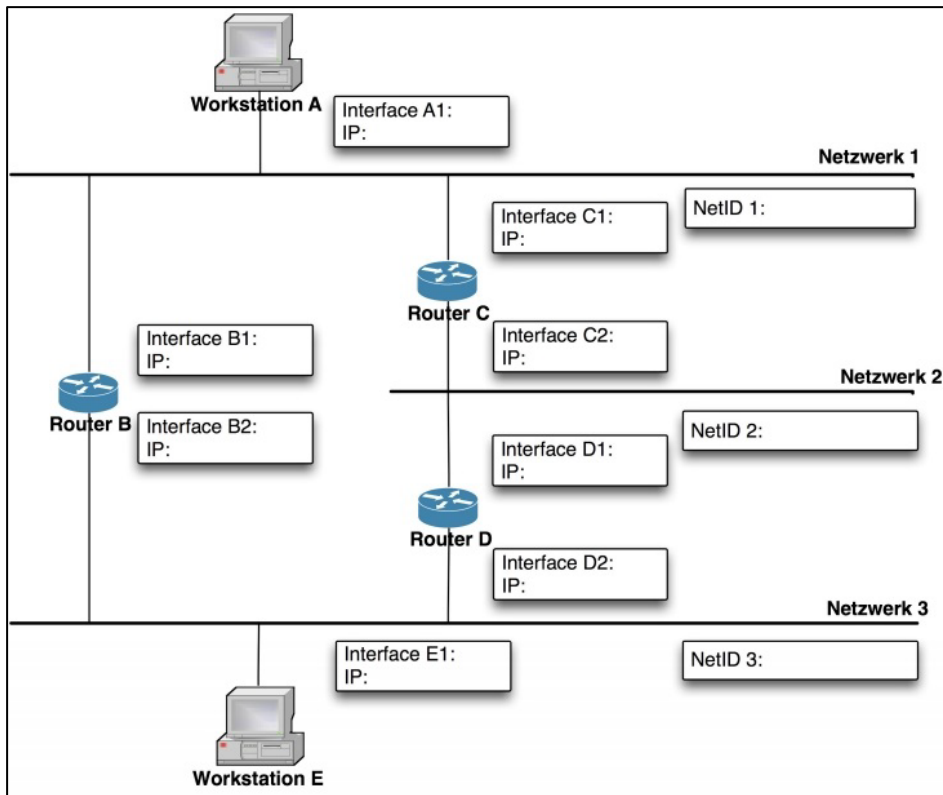 Workstation A
Interface A1:
IP:
Netzwerk 1
Interface C1:
IP:
NetID 1:
Router C
Interface B1:
IP:
Interface C2:
IP:
Netzwerk 2
Router B
Interface B2:
IP:
NetID 2:
Interface D1:
IP:
Router D
Interface D2:
IP:
Netzwerk 3
Interface E1:
IP:
NetID 3:
Workstation E